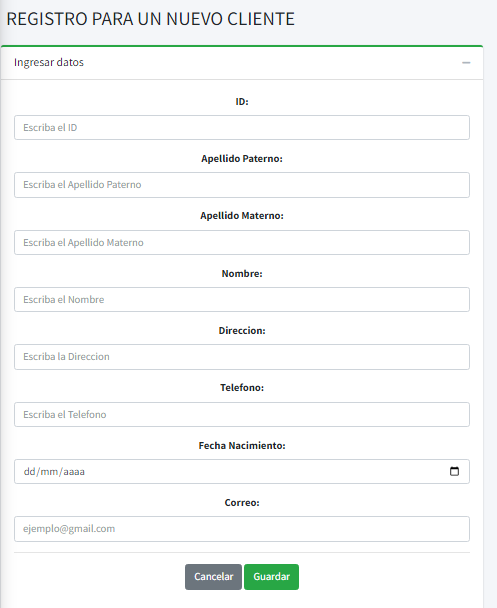 REGISTRO PARA UN NUEVO CLIENTE
Ingresar datos
ID:
Escriba el ID
Apellido Paterno:
Escriba el Apellido Paterno
Apellido Materno:
Escriba el Apellido Materno
Nombre:
Escriba el Nombre
Direccion:
Escriba la Direccion
Telefono:
Escriba el Telefono
Fecha Nacimiento:
dd/mm/aaaa
Correo:
ejemplo@gmail.com
Cancelar Guardar